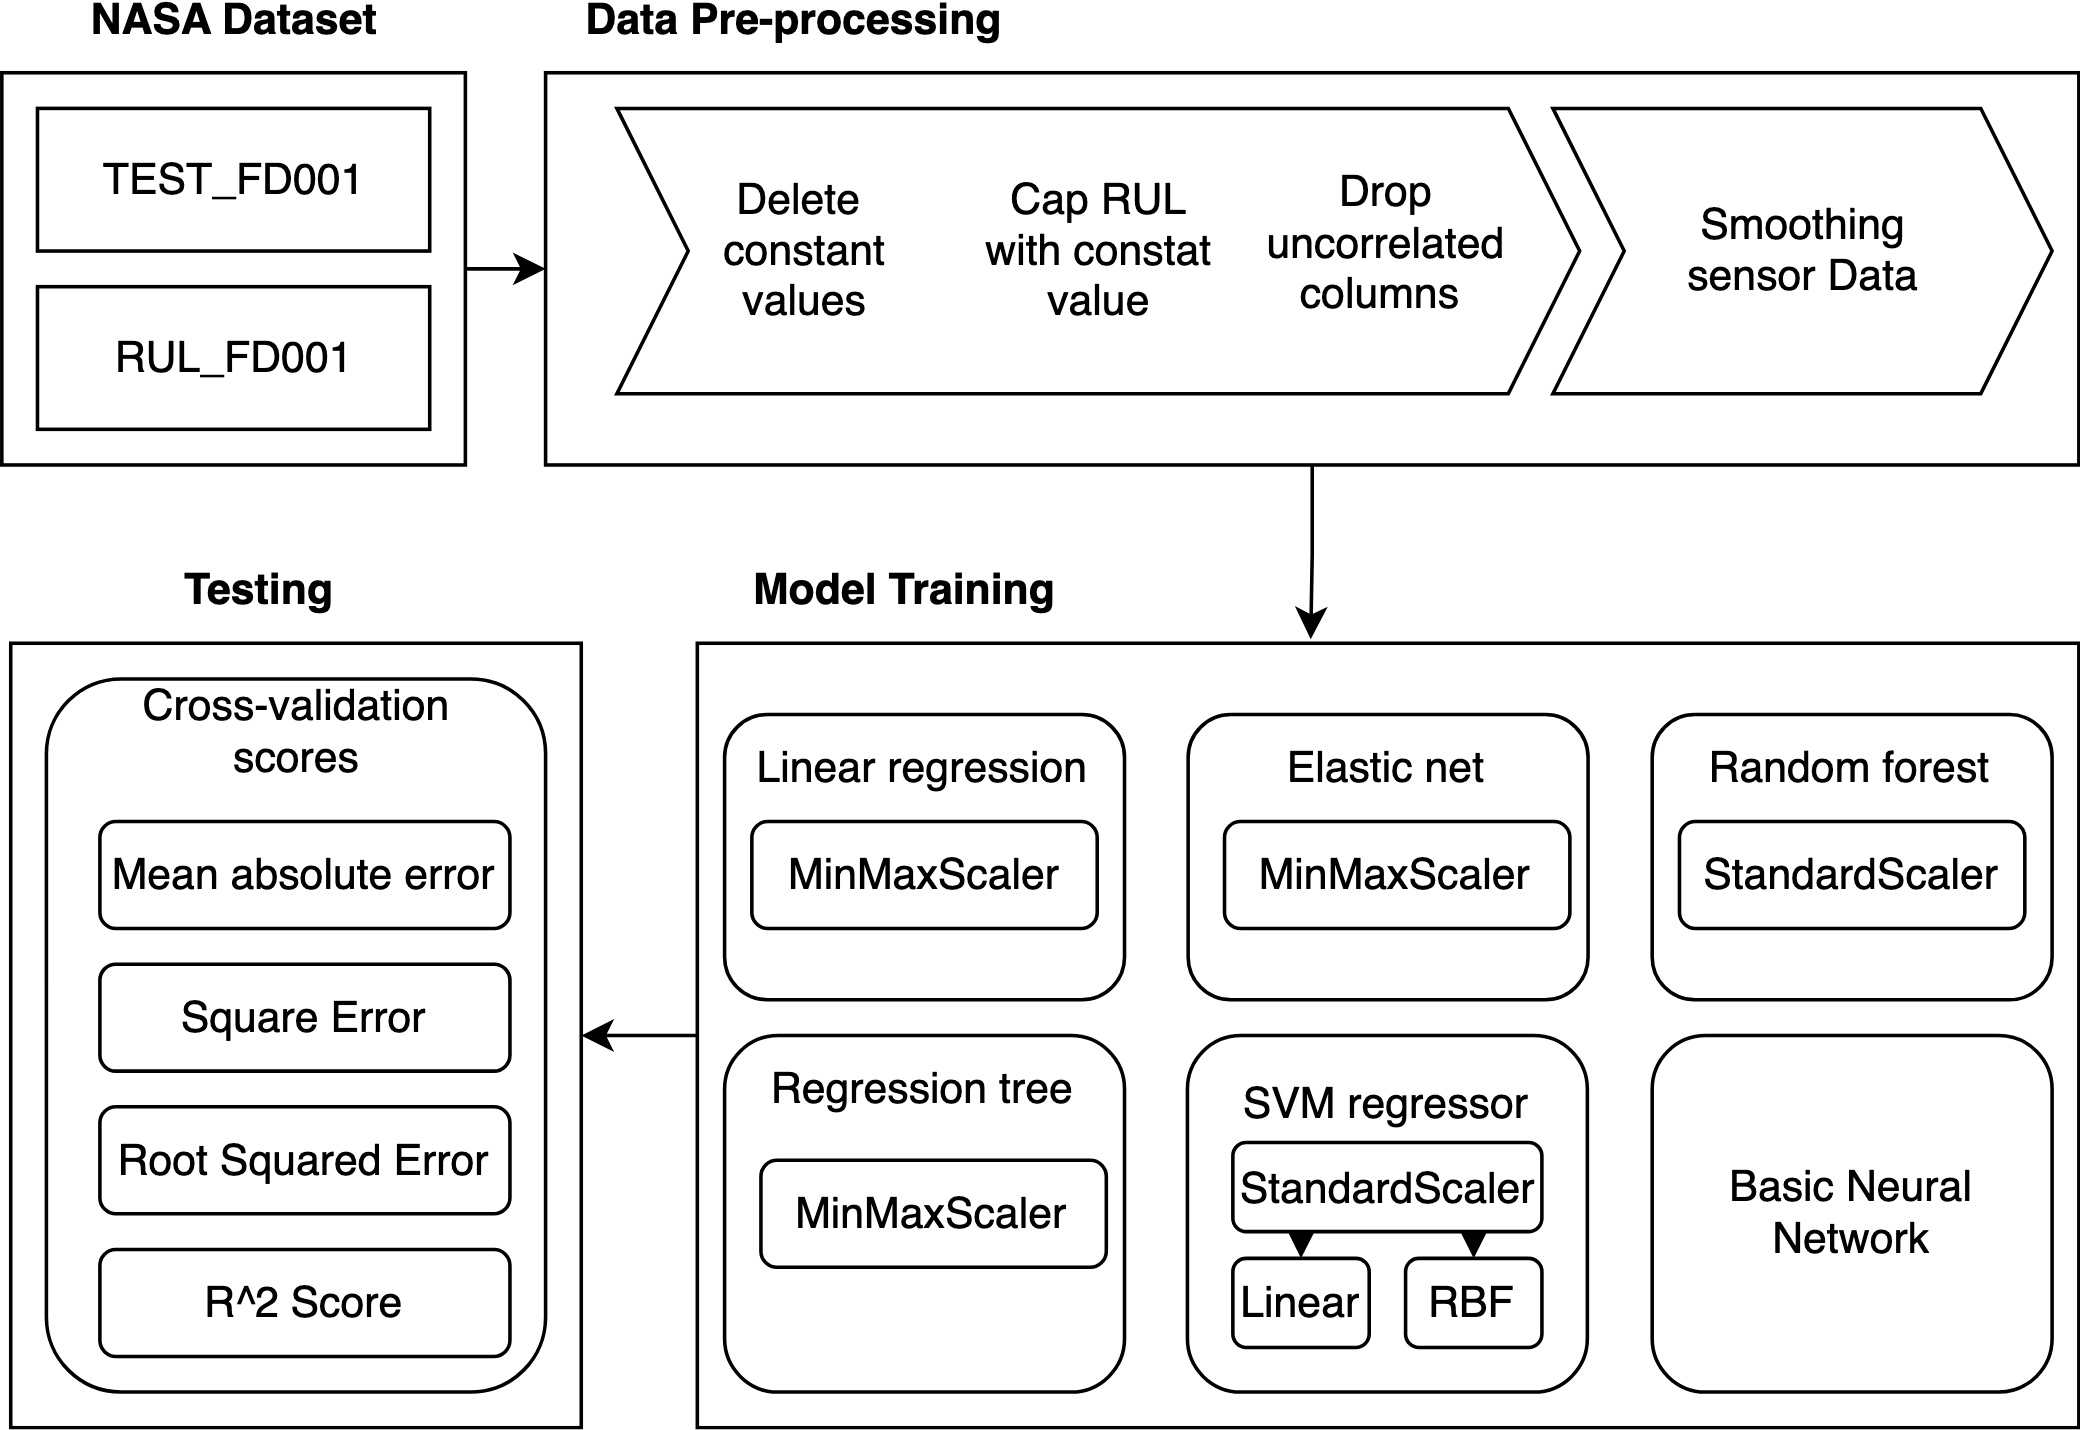 NASA Dataset
TEST_FD001
RUL_FD001
Data Pre-processing
Delete
constant
values
Cap RUL
with constat
value
Drop
uncorrelated
columns
Smoothing
sensor Data
Testing
Cross-validation
scores
Mean absolute error
Square Error
Root Squared Error
R^2 Score
Model Training
Linear regression
MinMaxScaler
Elastic net
MinMaxScaler
Random forest
StandardScaler
Regression tree
MinMaxScaler
SVM regressor
StandardScaler
Linear
RBF
Basic Neural
Network